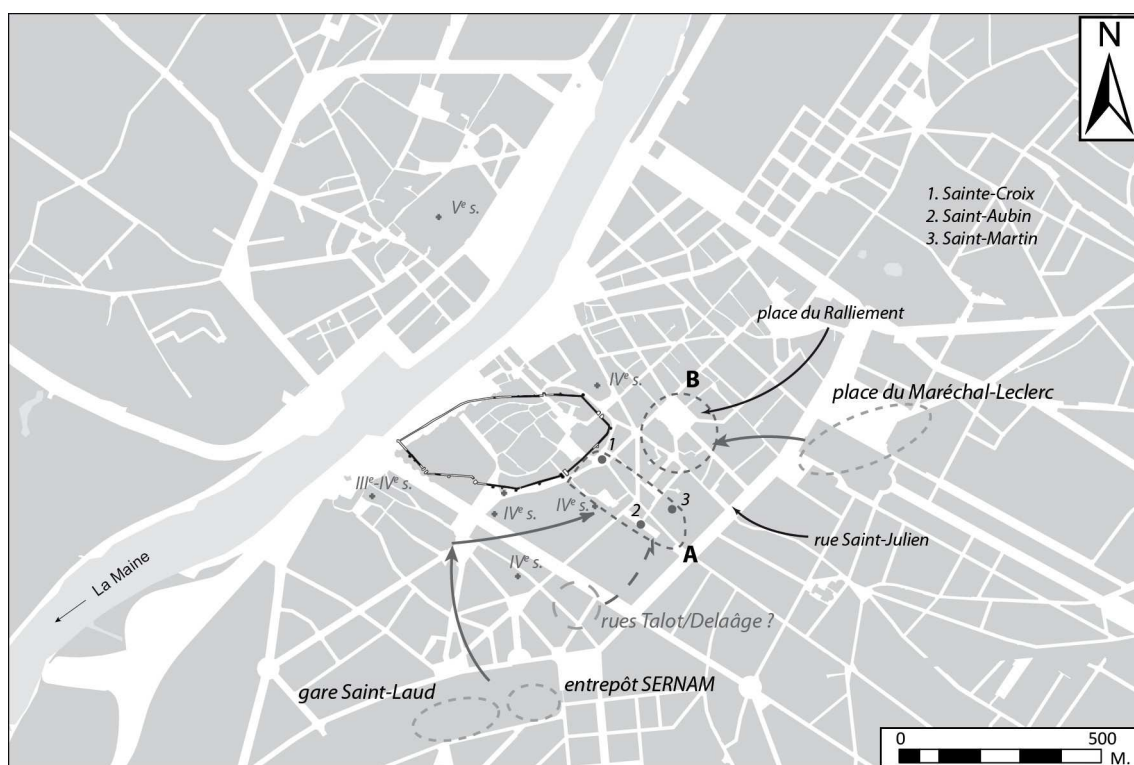 N
Vᵉ s.
1. Sainte-Croix
2. Saint-Aubin
3. Saint-Martin
place du Ralliement
B
IVᵉ s.
place du Maréchal-Leclerc
1
IIIᵉ-IVᵉ s.
IVᵉ s.
IVᵉ s.
2
3
rue Saint-Julien
A
IVᵉ s.
La Maine
rues Talot/Delaâge ?
gare Saint-Laud
entrepôt SERNAM
0
500
M.